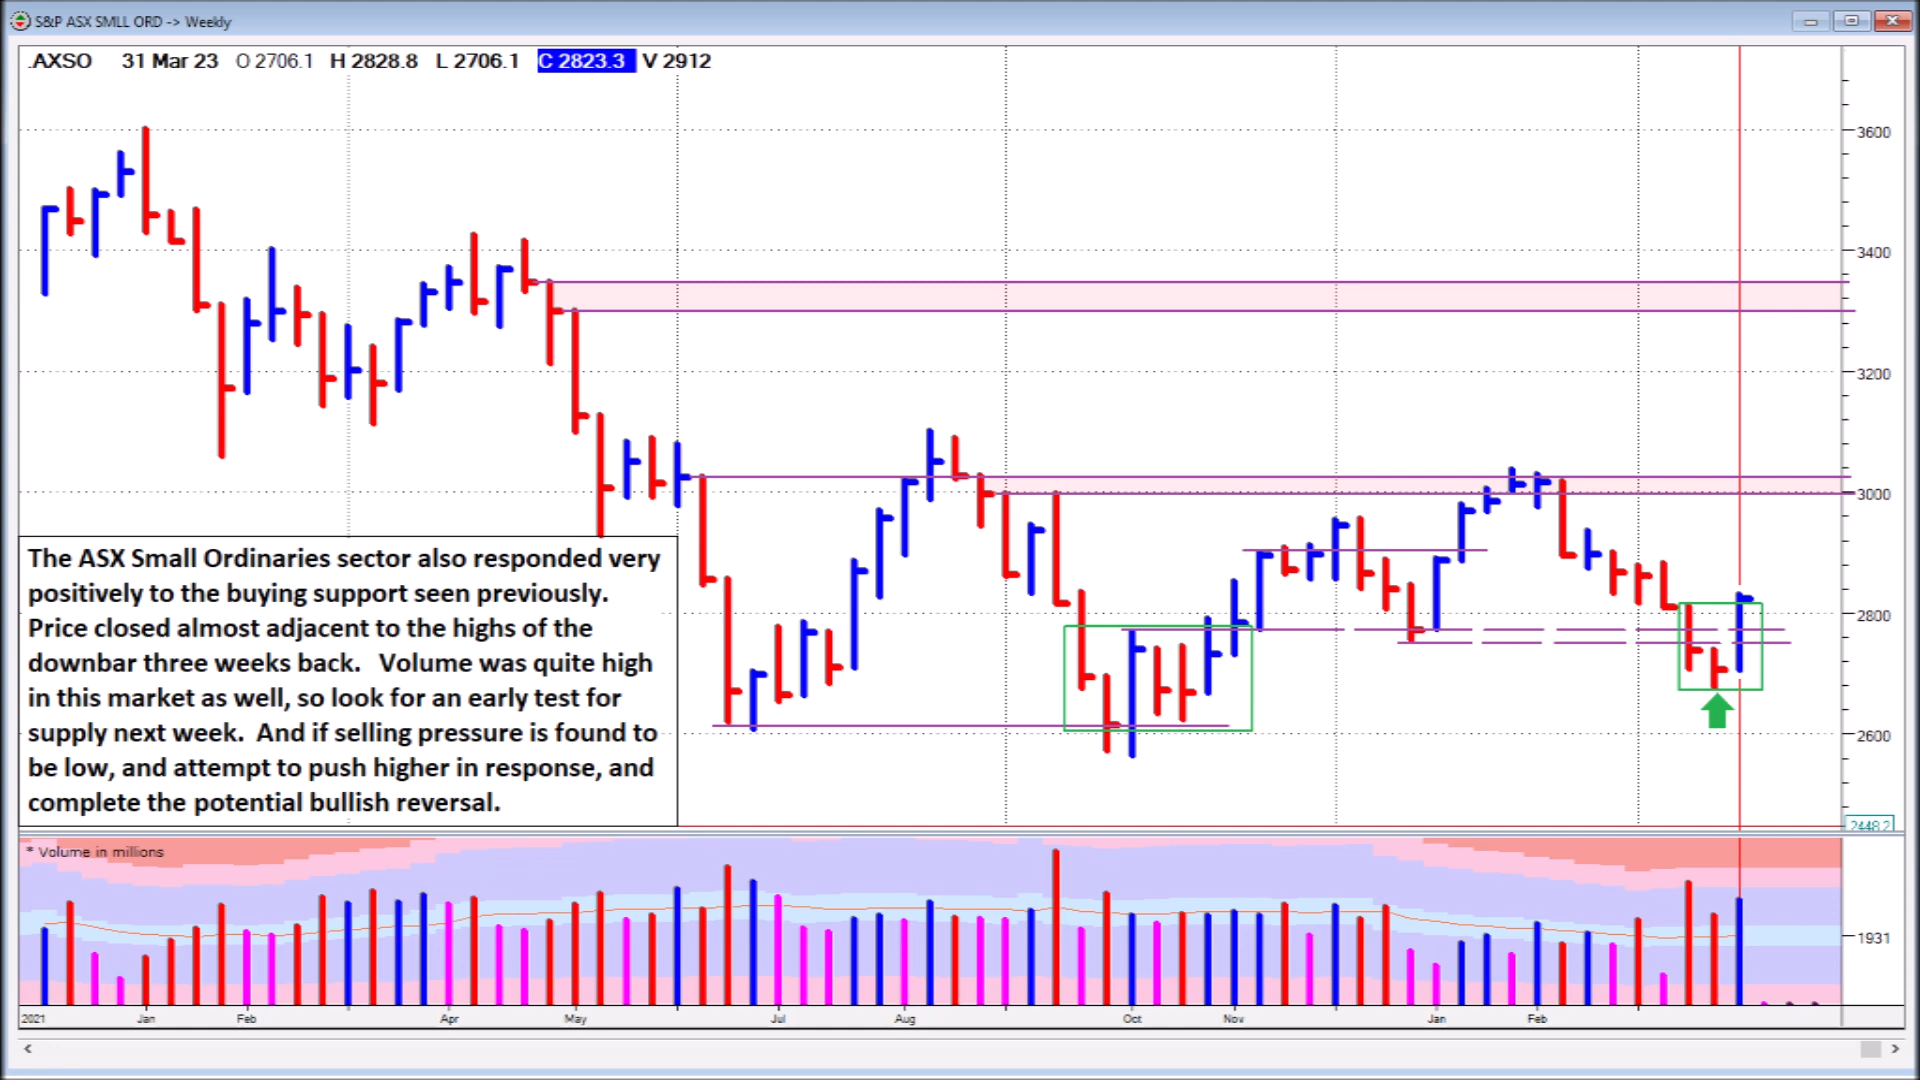 S&P ASX SMLL ORD -> Weekly
.AXSO 31 Mar 23 O 2706.1 H 2828.8 L 2706.1 C 2823.3 V 2912
3600
3400
3200
3000
2800
2600
2448.2
The ASX Small Ordinaries sector also responded very
positively to the buying support seen previously.
Price closed almost adjacent to the highs of the
downbar three weeks back. Volume was quite high
in this market as well, so look for an early test for
supply next week. And if selling pressure is found to
be low, and attempt to push higher in response, and
complete the potential bullish reversal.
* Volume in millions
1931
2021 Jan Feb Apr May Jul Aug Oct Nov Jan Feb